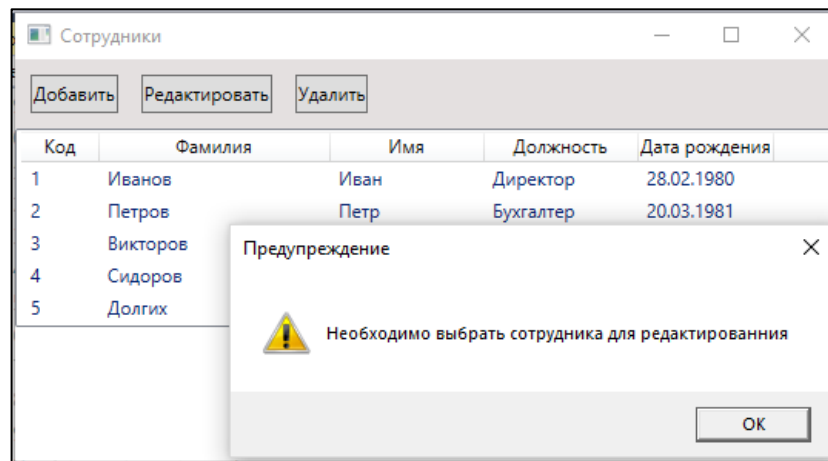 Сотрудники
Добавить Редактировать Удалить
Код Фамилия Имя Должность Дата рождения
1 Иванов Иван Директор 28.02.1980
2 Петров Петр Бухгалтер 20.03.1981
3 Викторов
4 Сидоров
5 Долгих
Предупреждение
Необходимо выбрать сотрудника для редактированния
ОК